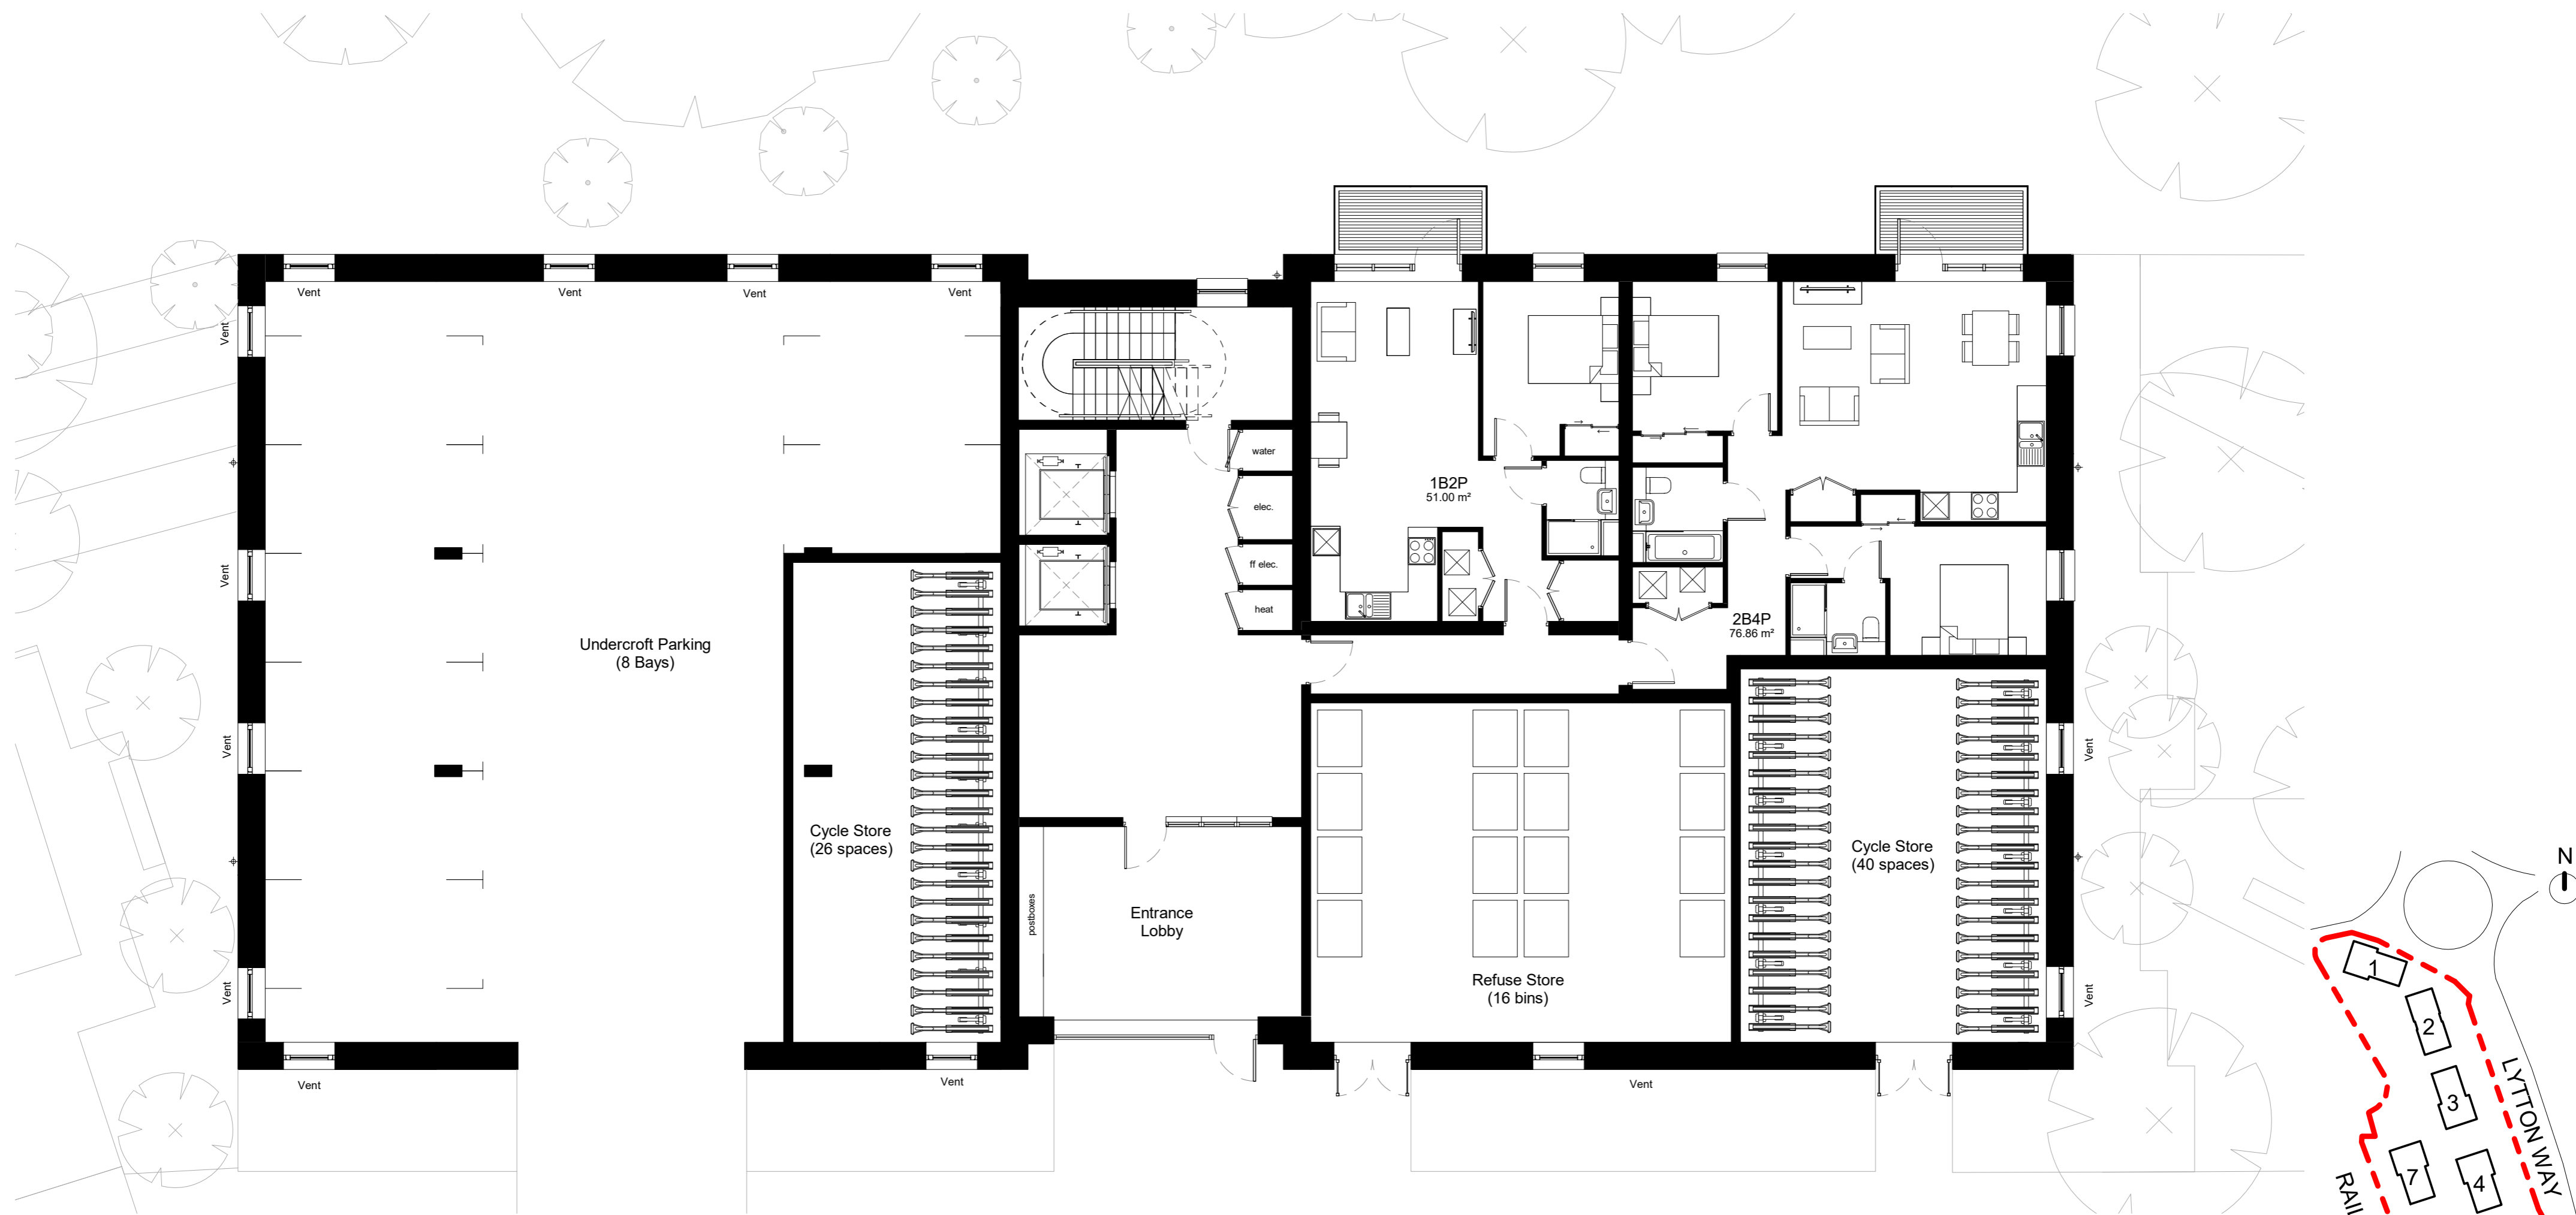 Vent
Vent
Vent
Vent
Vent
Vent
Vent
Vent
water
elec.
ff elec.
heat
1B2P
51.00 m²
2B4P
76.86 m²
Undercroft Parking
(8 Bays)
Cycle Store
(26 spaces)
postboxes
Entrance
Lobby
Refuse Store
(16 bins)
Cycle Store
(40 spaces)
Vent
Vent
Vent
Vent
Vent
N
1
2
3
4
7
LYTTON WAY
RAIL